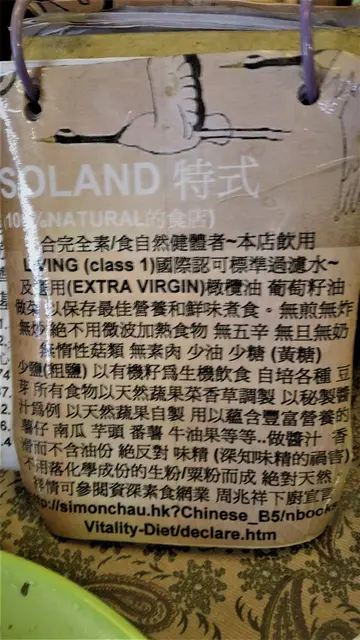 SOLAND 特式
(100%NATURAL的食店)
合完全素/食自然健體者~本店飲用
LIVING (class 1)國際認可標準過濾水~
及選用(EXTRA VIRGIN)橄欖油 葡萄籽油
做菜 以保存最佳營養和鮮味煮食。無煎無炸
無炒 絕不用微波加熱食物 無五辛 無旦無奶
無惰性菇類 無素肉 少油 少糖 (黃糖)
少鹽(粗鹽) 以有機籽爲生機飲食 自培各種 豆
芽 所有食物以天然蔬果菜香草調製 以秘製醬
汁爲例 以天然蔬果自製 用以蘊含豐富營養的
薯仔 南瓜 芋頭 番薯 牛油果等等..做醬汁 香
滑而不含油份 絕反對 味精 (深知味精的禍害)
不用落化學成份的生粉/粟粉而成 絕對天然
祥情可參閱資深素食網業 周兆祥下廚宣言
http://simonchau.hk?Chinese_B5/nbooks
Vitality-Diet/declare.htm